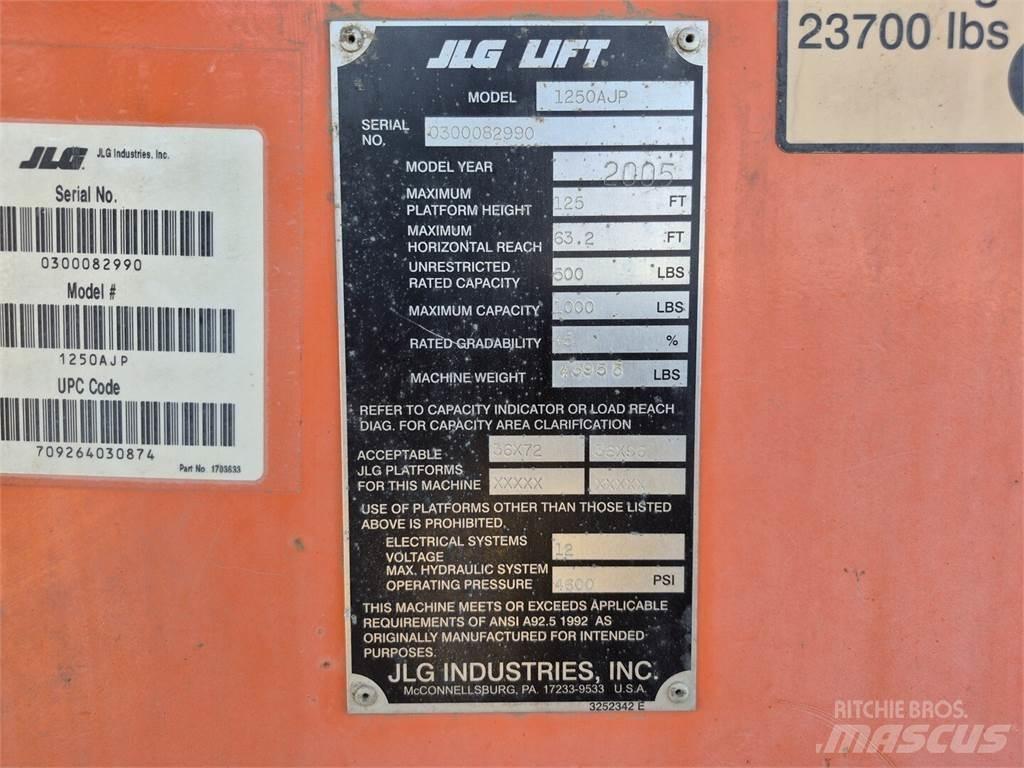 JLG JLG Industries, Inc.
Serial No.
0300082990
Model #
1250AJP
UPC Code
709264030874
Part No 1703633
JLG LIFT
MODEL 1250AJP
SERIAL NO. 0300082990
MODEL YEAR 2005
MAXIMUM
PLATFORM HEIGHT 125 FT
MAXIMUM
HORIZONTAL REACH 63.2 FT
UNRESTRICTED
RATED CAPACITY 500 LBS
MAXIMUM CAPACITY 1000 LBS
RATED GRADABILITY %
MACHINE WEIGHT LBS
REFER TO CAPACITY INDICATOR OR LOAD REACH
DIAG. FOR CAPACITY AREA CLARIFICATION
ACCEPTABLE 36X72
JLG PLATFORMS
FOR THIS MACHINE XXXXX XXXXX
USE OF PLATFORMS OTHER THAN THOSE LISTED
ABOVE IS PROHIBITED.
ELECTRICAL SYSTEMS
VOLTAGE 12
MAX. HYDRAULIC SYSTEM
OPERATING PRESSURE 4600 PSI
THIS MACHINE MEETS OR EXCEEDS APPLICABLE
REQUIREMENTS OF ANSI A92.5 1992 AS
ORIGINALLY MANUFACTURED FOR INTENDED
PURPOSES.
JLG INDUSTRIES, INC.
McCONNELLSBURG, PA. 17233-9533 U.S.A.
3252342 E
23700 lbs
RITCHIE BROS.
MASCUS